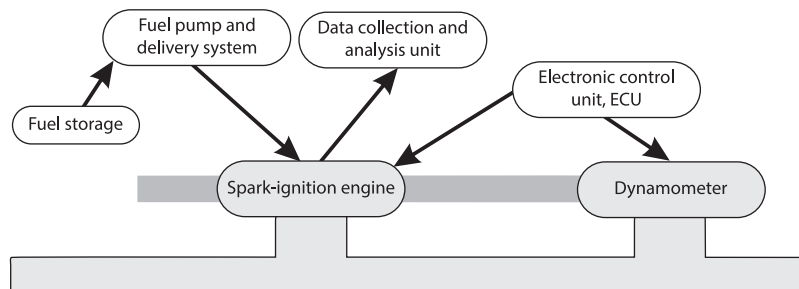 Fuel pump and
delivery system
Data collection and
analysis unit
Electronic control
unit, ECU
Fuel storage
Spark-ignition engine
Dynamometer